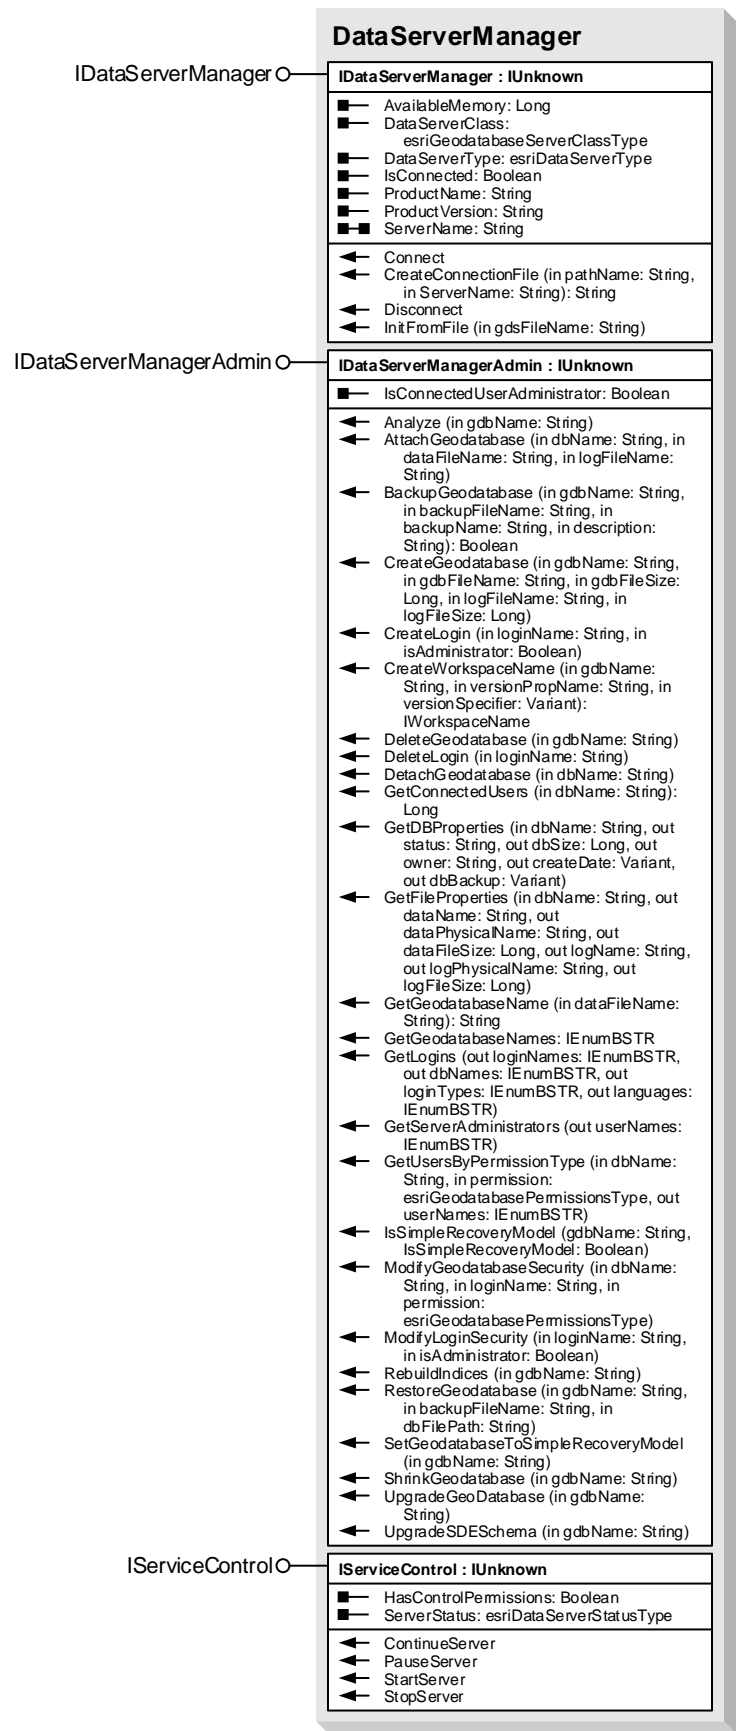 DataServerManager
IDataServerManager
IDataServerManager : IUnknown
AvailableMemory: Long
DataServerClass:
esriGeodatabaseServerClassType
DataServerType: esriDataServerType
IsConnected: Boolean
ProductName: String
ProductVersion: String
ServerName: String
Connect
CreateConnectionFile (in pathName: String,
in ServerName: String): String
Disconnect
InitFromFile (in gdsFileName: String)
IDataServerManagerAdmin
IDataServerManagerAdmin : IUnknown
IsConnectedUserAdministrator: Boolean
Analyze (in gdbName: String)
AttachGeodatabase (in dbName: String, in
dataFileName: String, in logFileName:
String)
BackupGeodatabase (in gdbName: String,
in backupFileName: String, in
backupName: String, in description:
String): Boolean
CreateGeodatabase (in gdbName: String,
in gdbFileName: String, in gdbFileSize:
Long, in logFileName: String, in
logFileSize: Long)
CreateLogin (in loginName: String, in
isAdministrator: Boolean)
CreateWorkspaceName (in gdbName:
String, in versionPropName: String, in
versionSpecifier: Variant):
IWorkspaceName
DeleteGeodatabase (in gdbName: String)
DeleteLogin (in loginName: String)
DetachGeodatabase (in dbName: String)
GetConnectedUsers (in dbName: String):
Long
GetDBProperties (in dbName: String, out
status: String, out dbSize: Long, out
owner: String, out createDate: Variant,
out dbBackup: Variant)
GetFileProperties (in dbName: String, out
dataName: String, out
dataPhysicalName: String, out
dataFileSize: Long, out logName: String,
out logPhysicalName: String, out
logFileSize: Long)
GetGeodatabaseName (in dataFileName:
String): String
GetGeodatabaseNames: IEnumBSTR
GetLogins (out loginNames: IEnumBSTR,
out dbNames: IEnumBSTR, out
loginTypes: IEnumBSTR, out languages:
IEnumBSTR)
GetServerAdministrators (out userNames:
IEnumBSTR)
GetUsersByPermissionType (in dbName:
String, in permission:
esriGeodatabasePermissionsType, out
userNames: IEnumBSTR)
IsSimpleRecoveryModel (gdbName: String,
IsSimpleRecoveryModel: Boolean)
ModifyGeodatabaseSecurity (in dbName:
String, in loginName: String, in
permission:
esriGeodatabasePermissionsType)
ModifyLoginSecurity (in loginName: String,
in isAdministrator: Boolean)
RebuildIndices (in gdbName: String)
RestoreGeodatabase (in gdbName: String,
in backupFileName: String, in
dbFilePath: String)
SetGeodatabaseToSimpleRecoveryModel
(in gdbName: String)
ShrinkGeodatabase (in gdbName: String)
UpgradeGeoDatabase (in gdbName:
String)
UpgradeSDESchema (in gdbName: String)
IServiceControl
IServiceControl : IUnknown
HasControlPermissions: Boolean
ServerStatus: esriDataServerStatusType
ContinueServer
PauseServer
StartServer
StopServer